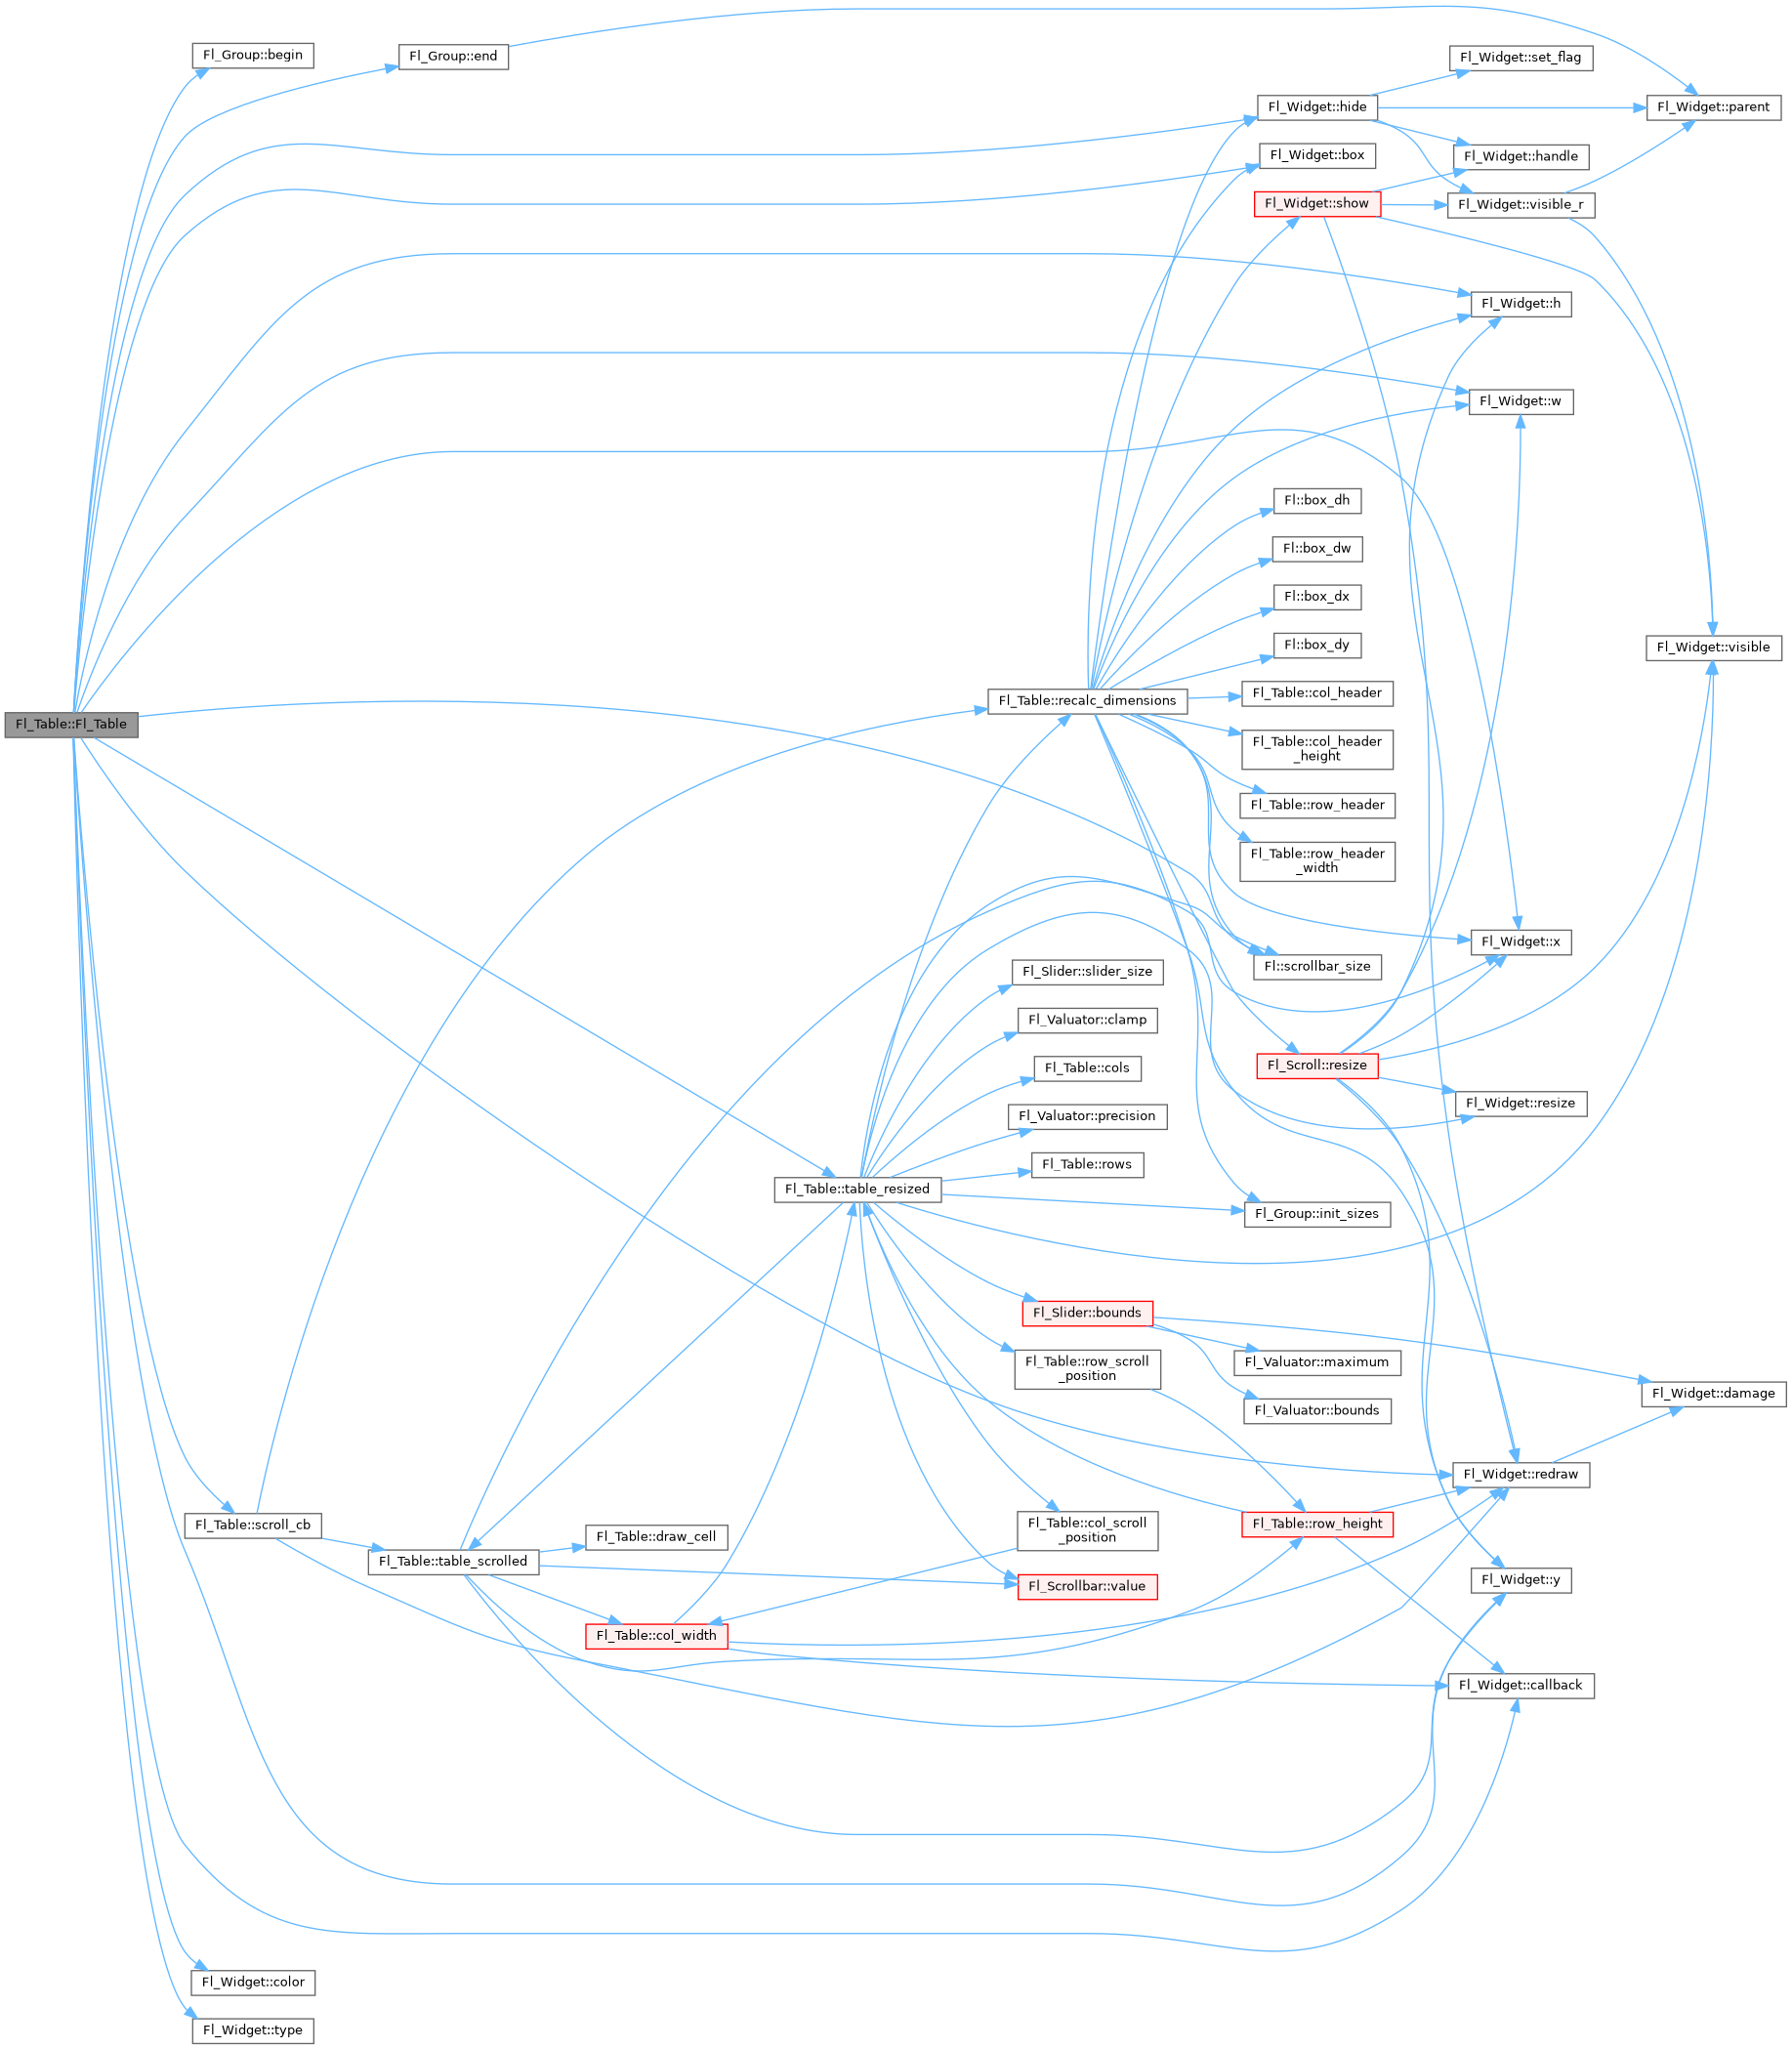 Fl_Group::begin
Fl_Group::end
Fl_Widget::set_flag
Fl_Widget::hide
Fl_Widget::parent
Fl_Widget::box
Fl_Widget::handle
Fl_Widget::show
Fl_Widget::visible_r
Fl_Widget::h
Fl_Widget::w
Fl::box_dh
Fl::box_dw
Fl::box_dx
Fl::box_dy
Fl_Widget::visible
Fl_Table::col_header
Fl_Table::recalc_dimensions
Fl_Table::Fl_Table
Fl_Table::col_header
_height
Fl_Table::row_header
Fl_Table::row_header
_width
Fl_Widget::x
Fl::scrollbar_size
Fl_Slider::slider_size
Fl_Valuator::clamp
Fl_Table::cols
Fl_Scroll::resize
Fl_Widget::resize
Fl_Valuator::precision
Fl_Table::rows
Fl_Table::table_resized
Fl_Group::init_sizes
Fl_Slider::bounds
Fl_Table::row_scroll
_position
Fl_Valuator::maximum
Fl_Widget::damage
Fl_Valuator::bounds
Fl_Widget::redraw
Fl_Table::scroll_cb
Fl_Table::row_height
Fl_Table::draw_cell
Fl_Table::col_scroll
_position
Fl_Table::table_scrolled
Fl_Scrollbar::value
Fl_Widget::y
Fl_Table::col_width
Fl_Widget::callback
Fl_Widget::color
Fl_Widget::type